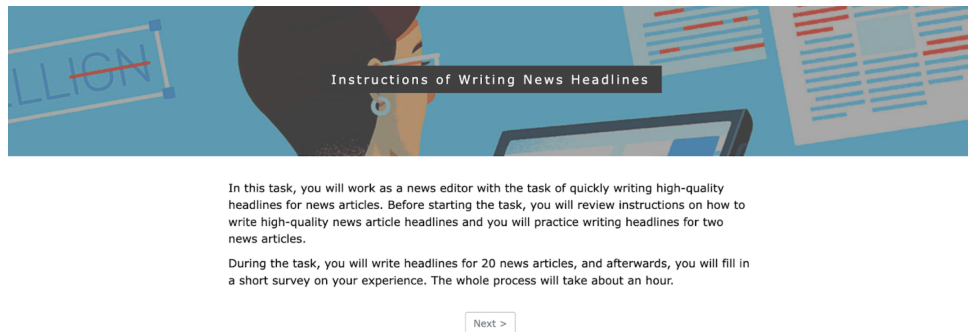 LLION
Instructions of Writing News Headlines
In this task, you will work as a news editor with the task of quickly writing high-quality
headlines for news articles. Before starting the task, you will review instructions on how to
write high-quality news article headlines and you will practice writing headlines for two
news articles.
During the task, you will write headlines for 20 news articles, and afterwards, you will fill in
a short survey on your experience. The whole process will take about an hour.
Next >